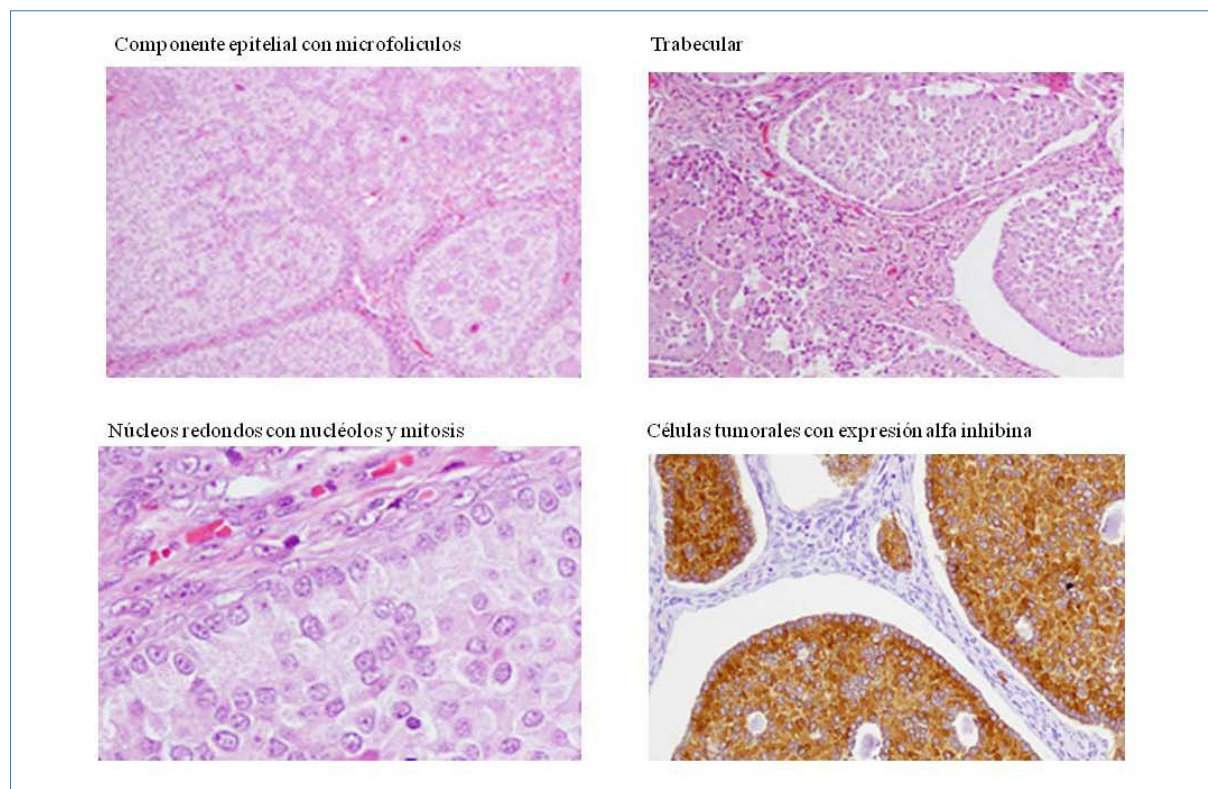 Componente epitelial con microfoliculos
Trabecular
Núcleos redondos con nucléolos y mitosis
Células tumorales con expresión alfa inhibina